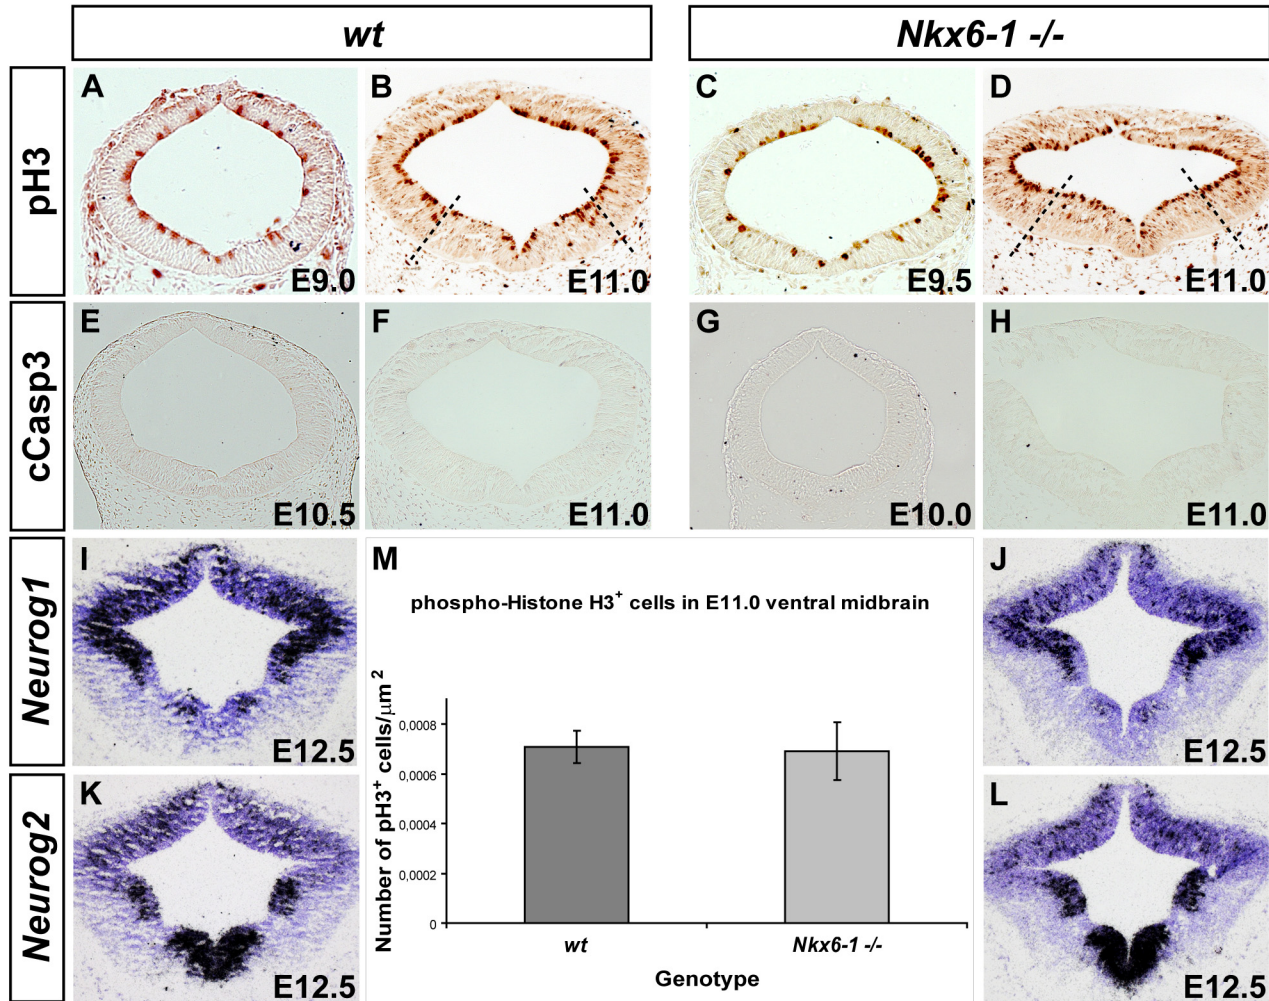 wt
Nkx6-1 -/-
pH3
A
E9.0
B
E11.0
C
E9.5
D
E11.0
cCasp3
E
E10.5
F
E11.0
G
E10.0
H
E11.0
Neurog1
I
E12.5
M
phospho-Histone H3+ cells in E11.0 ventral midbrain
Number of pH3+ cells/µm2
0,0008
0,0006
0,0004
0,0002
0
wt
Nkx6-1 -/-
Genotype
J
E12.5
Neurog2
K
E12.5
L
E12.5